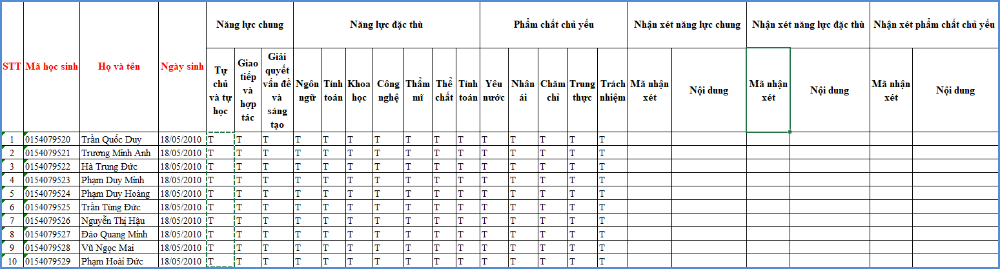 Năng lực chung Năng lực đặc thù Phẩm chất chủ yếu Nhận xét năng lực chung Nhận xét năng lực đặc thù Nhận xét phẩm chất chủ yếu
STT Mã học sinh Họ và tên Ngày sinh
Tự chủ và tự học Giao tiếp và hợp tác Giải quyết vấn đề và sáng tạo Ngôn ngữ Tính toán Khoa học Công nghệ Thẩm mĩ Thể chất Tính toán Yêu nước Nhân ái Chăm chỉ Trung thực Trách nhiệm Mã nhận xét Nội dung Mã nhận xét Nội dung Mã nhận xét Nội dung
1 0154079520 Trần Quốc Duy 18/05/2010 T T T T T T T T T T T T T T T
2 0154079521 Trương Minh Anh 18/05/2010 T T T T T T T T T T T T T T T
3 0154079522 Hà Trung Đức 18/05/2010 T T T T T T T T T T T T T T T
4 0154079523 Phạm Duy Minh 18/05/2010 T T T T T T T T T T T T T T T
5 0154079524 Phạm Duy Hoàng 18/05/2010 T T T T T T T T T T T T T T T
6 0154079525 Trần Tùng Đức 18/05/2010 T T T T T T T T T T T T T T T
7 0154079526 Nguyễn Thị Hậu 18/05/2010 T T T T T T T T T T T T T T T
8 0154079527 Đào Quang Minh 18/05/2010 T T T T T T T T T T T T T T T
9 0154079528 Vũ Ngọc Mai 18/05/2010 T T T T T T T T T T T T T T T
10 0154079529 Phạm Hoài Đức 18/05/2010 T T T T T T T T T T T T T T T